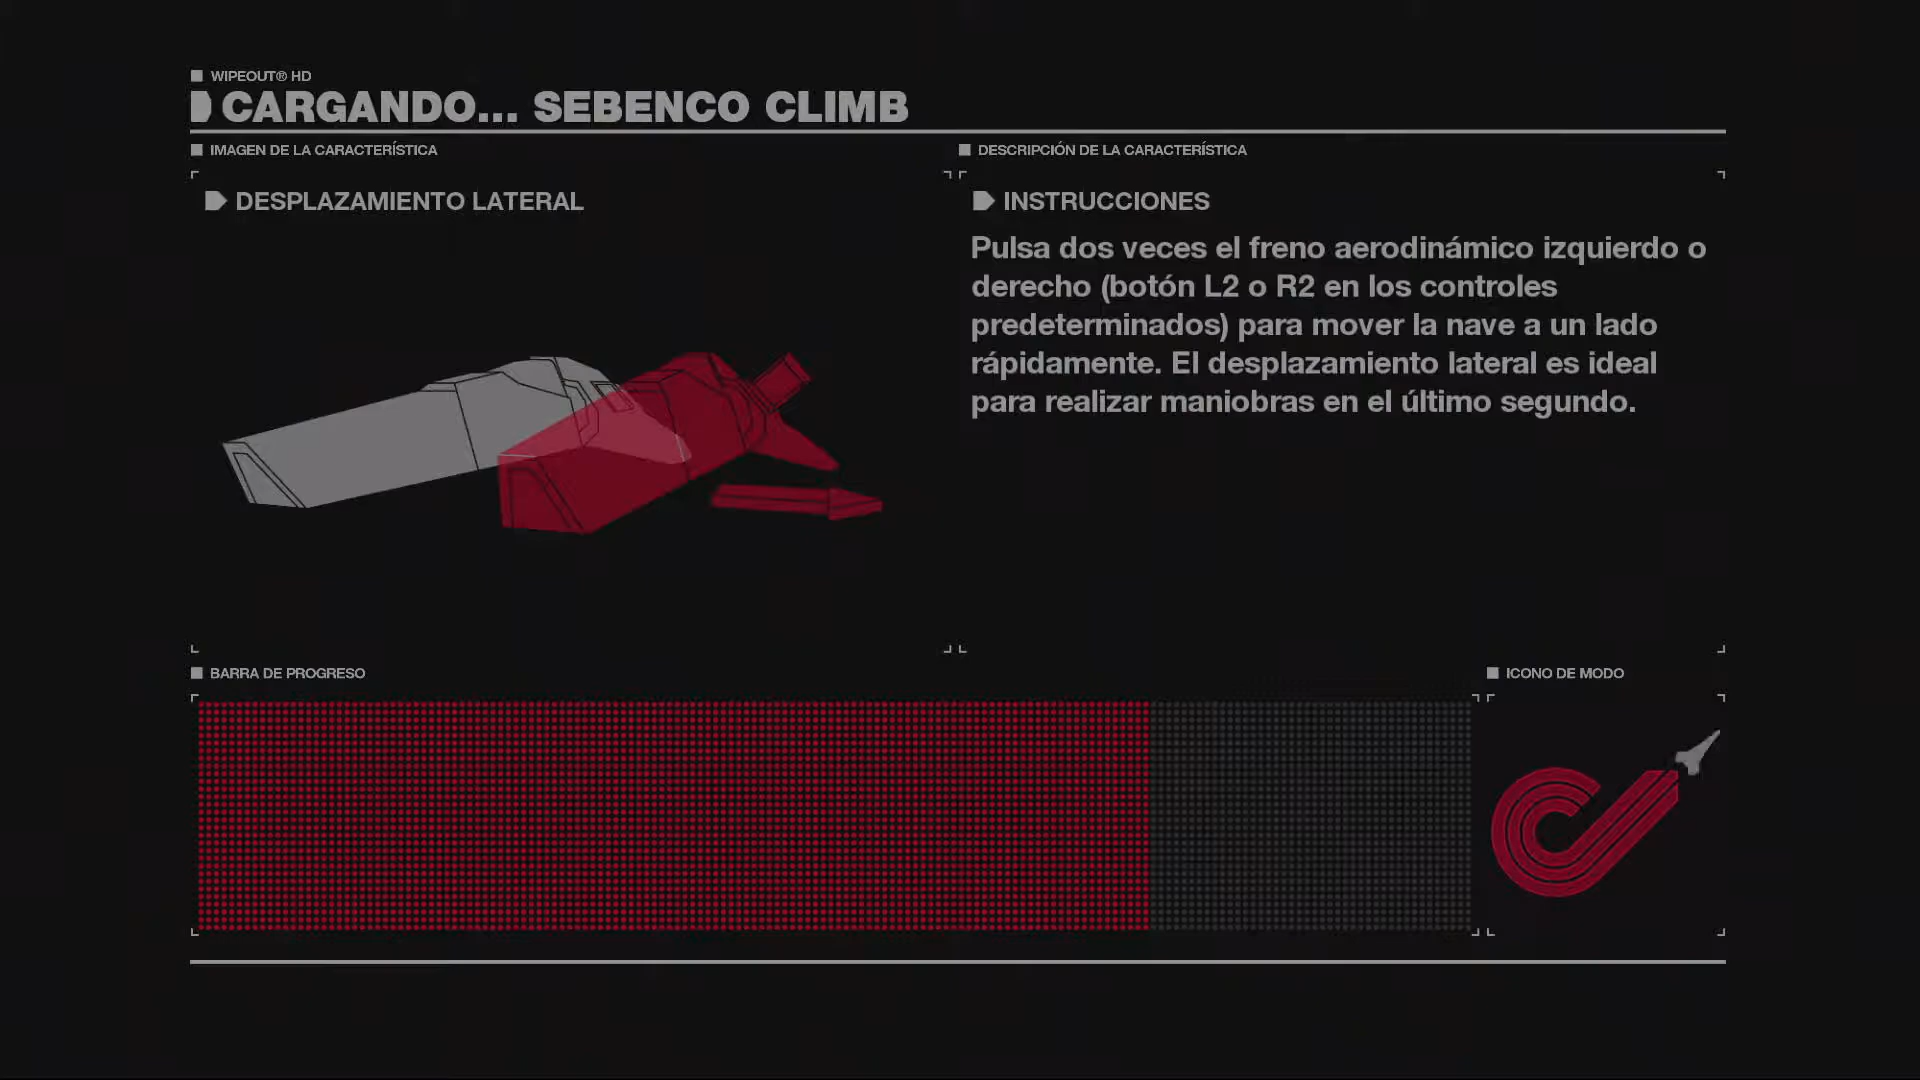 WIPEOUT® HD
CARGANDO... SEBENCO CLIMB
IMAGEN DE LA CARACTERÍSTICA
DESPLAZAMIENTO LATERAL
DESCRIPCIÓN DE LA CARACTERÍSTICA
INSTRUCCIONES
Pulsa dos veces el freno aerodinámico izquierdo o
derecho (botón L2 o R2 en los controles
predeterminados) para mover la nave a un lado
rápidamente. El desplazamiento lateral es ideal
para realizar maniobras en el último segundo.
BARRA DE PROGRESO
ICONO DE MODO